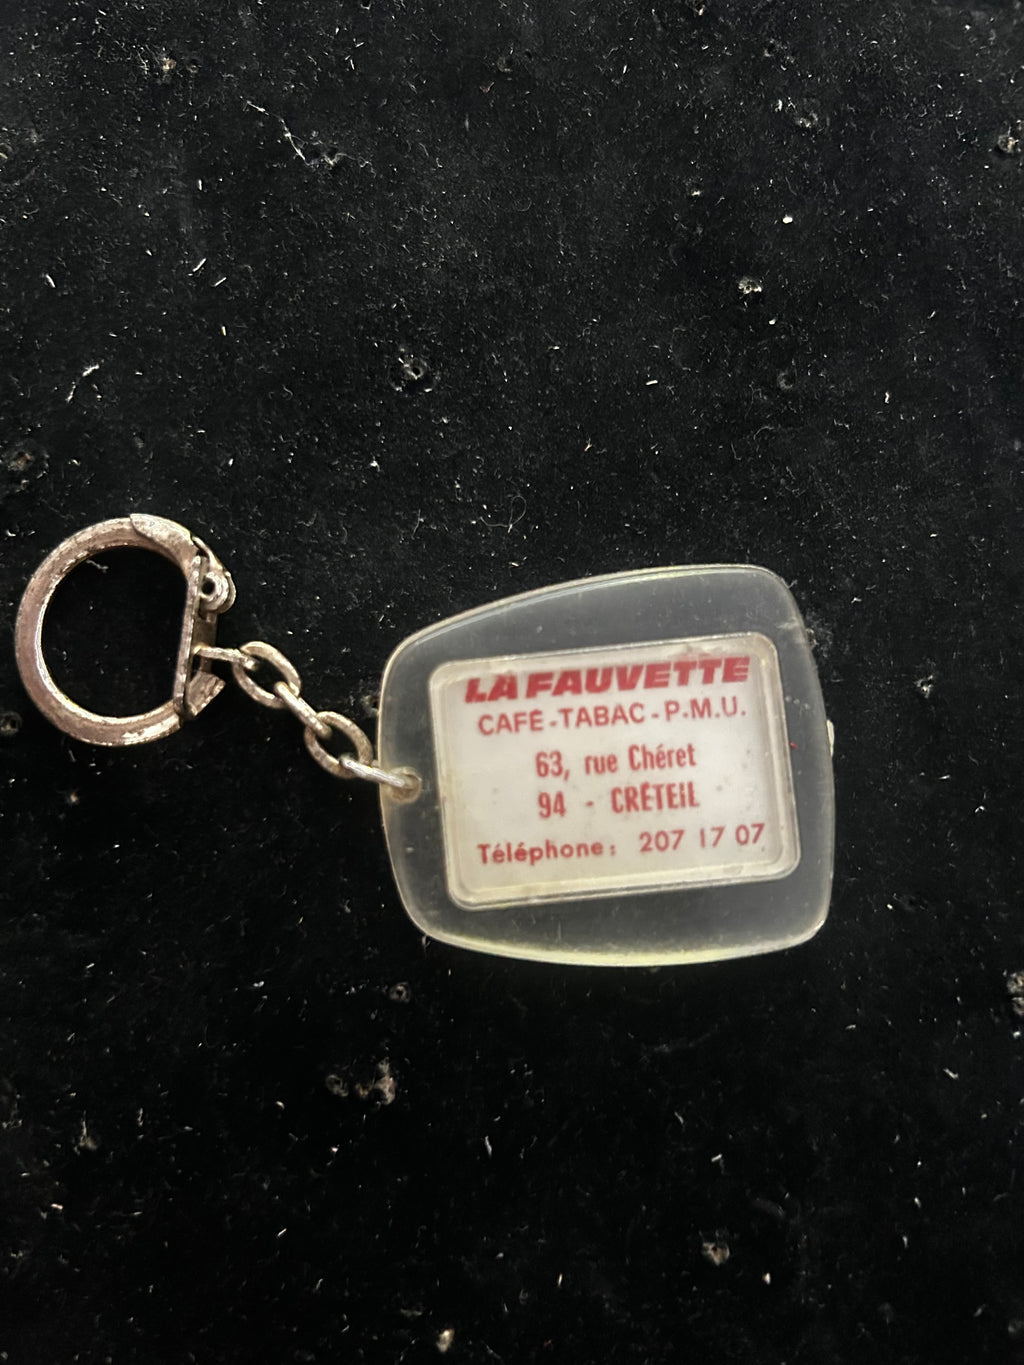 LA FAUVETTE
CAFÉ-TABAC-P.M.U.
63, rue Chéret
94 - CRÉTEIL
Téléphone: 207 17 07